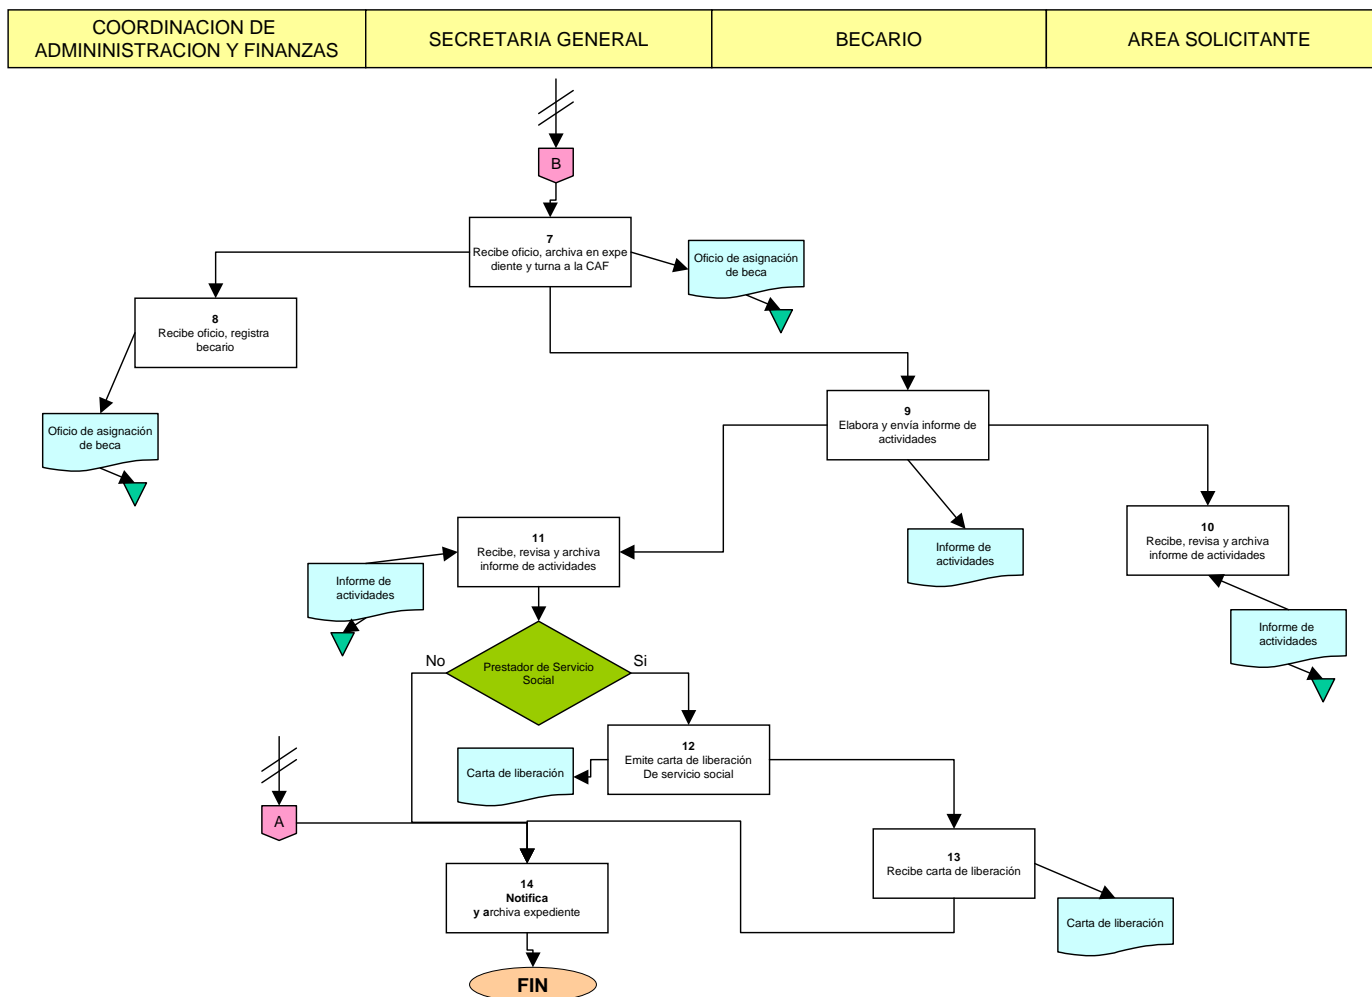 COORDINACION DE
ADMININISTRACION Y FINANZAS
SECRETARIA GENERAL
BECARIO
AREA SOLICITANTE
B
7
Recibe oficio, archiva en expe
diente y turna a la CAF
Oficio de asignación
de beca
8
Recibe oficio, registra
becario
Oficio de asignación
de beca
9
Elabora y envía informe de
actividades
10
Recibe, revisa y archiva
informe de actividades
11
Recibe, revisa y archiva
informe de actividades
Informe de
actividades
Informe de
actividades
Informe de
actividades
No
Prestador de Servicio
Social
Si
12
Emite carta de liberación
De servicio social
Carta de liberación
A
13
Recibe carta de liberación
14
Notifica
y archiva expediente
Carta de liberación
FIN